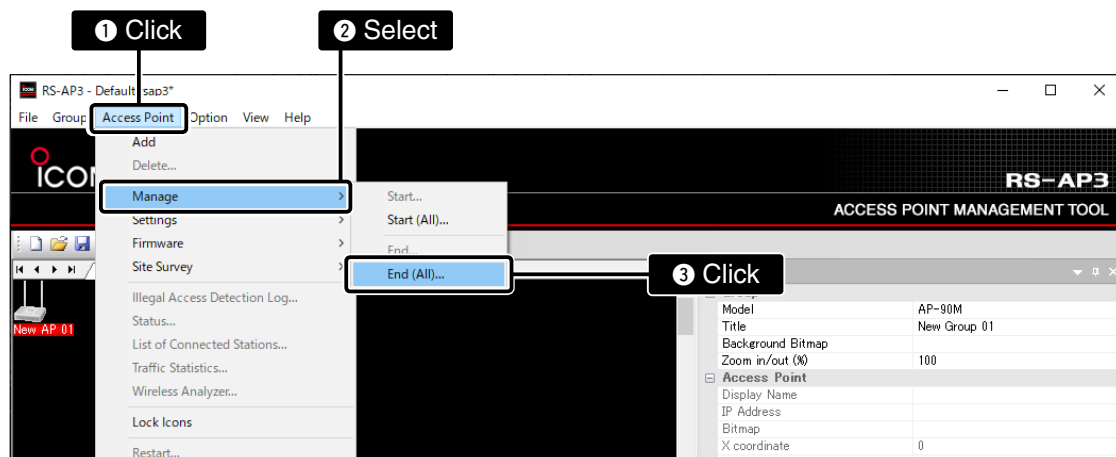 ❶ Click
❷ Select
RS-AP3 - Default.rsap3*
File Group Access Point Option View Help
ICOM
RS-AP3
ACCESS POINT MANAGEMENT TOOL
Add
Delete...
Manage
Settings
Firmware
Site Survey
Illegal Access Detection Log...
Status...
List of Connected Stations...
Traffic Statistics...
Wireless Analyzer...
Lock Icons
Restart...
Start...
Start (All)...
End...
End (All)...
❸ Click
New AP 01
Group
Model AP-90M
Title New Group 01
Background Bitmap
Zoom in/out (%) 100
Access Point
Display Name
IP Address
Bitmap
X coordinate 0